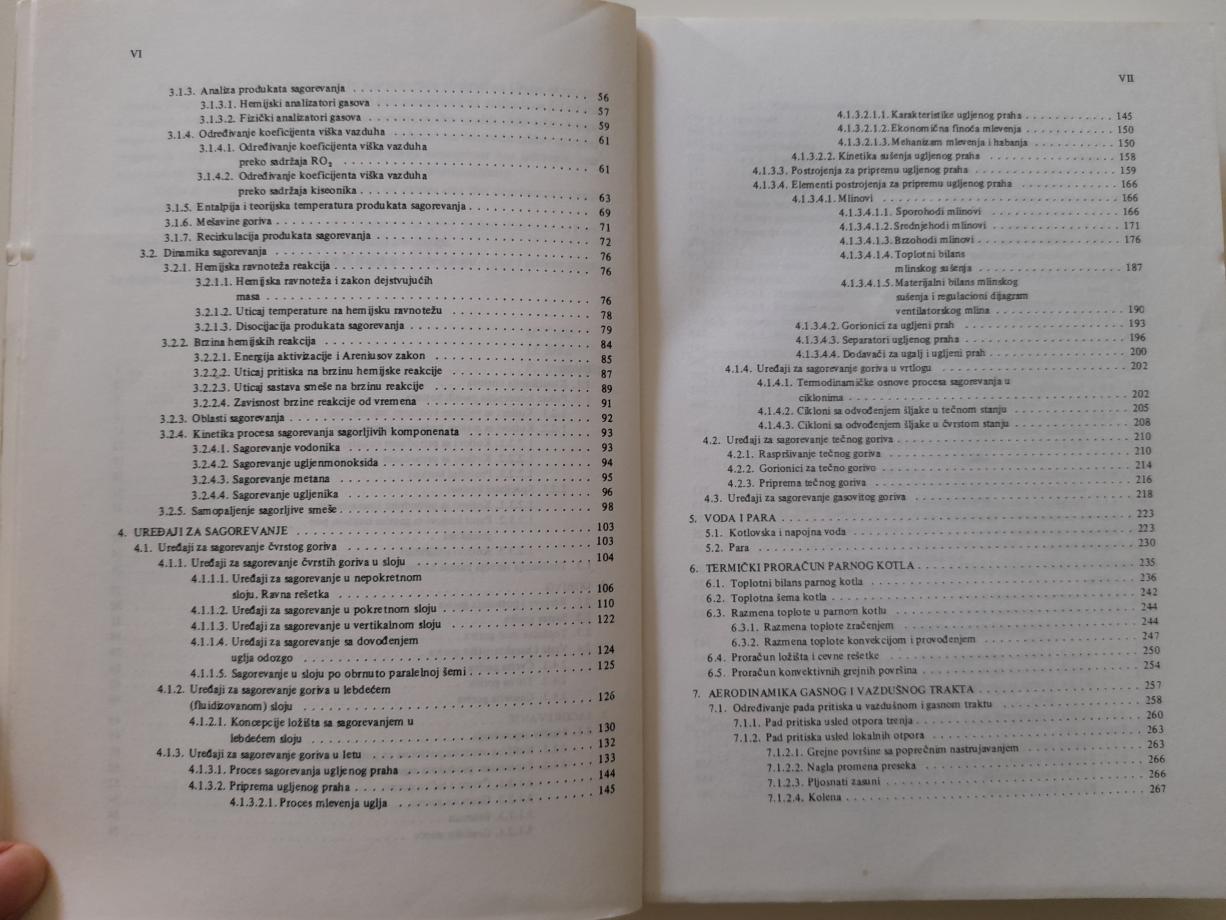 VI
3.1.3. Analiza produkata sagorevanja . . . . . 56
3.1.3.1. Hemijski analizatori gasova . . . . . 57
3.1.3.2. Fizički analizatori gasova . . . . . 59
3.1.4. Određivanje koeficijenta viška vazduha . . . . . 61
3.1.4.1. Određivanje koeficijenta viška vazduha
preko sadržaja RO₂ . . . . . 61
3.1.4.2. Određivanje koeficijenta viška vazduha
preko sadržaja kiseonika . . . . . 63
3.1.5. Entalpija i teorijska temperatura produkata sagorevanja . . . . . 69
3.1.6. Mešavine goriva . . . . . 71
3.1.7. Recirkulacija produkata sagorevanja . . . . . 72
3.2. Dinamika sagorevanja . . . . . 76
3.2.1. Hemijska ravnoteža reakcija . . . . . 76
3.2.1.1. Hemijska ravnoteža i zakon dejstvujućih
masa . . . . . 76
3.2.1.2. Uticaj temperature na hemijsku ravnotežu . . . . . 78
3.2.1.3. Disocijacija produkata sagorevanja . . . . . 79
3.2.2. Brzina hemijskih reakcija . . . . . 84
3.2.2.1. Energija aktivizacije i Areniusov zakon . . . . . 85
3.2.2.2. Uticaj pritiska na brzinu hemijske reakcije . . . . . 87
3.2.2.3. Uticaj sastava smeše na brzinu reakcije . . . . . 89
3.2.2.4. Zavisnost brzine reakcije od vremena . . . . . 91
3.2.3. Oblasti sagorevanja . . . . . 92
3.2.4. Kinetika procesa sagorevanja sagorljivih komponenata . . . . . 93
3.2.4.1. Sagorevanje vodonika . . . . . 93
3.2.4.2. Sagorevanje ugljenmonoksida . . . . . 94
3.2.4.3. Sagorevanje metana . . . . . 95
3.2.4.4. Sagorevanje ugljenika . . . . . 96
3.2.5. Samopaljenje sagorljive smeše . . . . . 98
4. UREĐAJI ZA SAGOREVANJE . . . . . 103
4.1. Uređaji za sagorevanje čvrstog goriva . . . . . 103
4.1.1. Uređaji za sagorevanje čvrstih goriva u sloju . . . . . 104
4.1.1.1. Uređaji za sagorevanje u nepokretnom
sloju. Ravna rešetka . . . . . 106
4.1.1.2. Uređaji za sagorevanje u pokretnom sloju . . . . . 110
4.1.1.3. Uređaji za sagorevanje u vertikalnom sloju . . . . . 122
4.1.1.4. Uređaji za sagorevanje sa dovođenjem
uglja odozgo . . . . . 124
4.1.1.5. Sagorevanje u sloju po obrnuto paralelnoj šemi . . . . . 125
4.1.2. Uređaji za sagorevanje goriva u lebdećem
(fluidizovanom) sloju . . . . . 126
4.1.2.1. Koncepcije ložišta sa sagorevanjem u
lebdećem sloju . . . . . 130
4.1.3. Uređaji za sagorevanje goriva u letu . . . . . 132
4.1.3.1. Proces sagorevanja ugljenog praha . . . . . 133
4.1.3.2. Priprema ugljenog praha . . . . . 144
4.1.3.2.1. Proces mlevenja uglja . . . . . 145
VII
4.1.3.2.1.1. Karakteristike ugljenog praha . . . . . 145
4.1.3.2.1.2. Ekonomična finoća mlevenja . . . . . 150
4.1.3.2.1.3. Mehanizam mlevenja i habanja . . . . . 150
4.1.3.2.2. Kinetika sušenja ugljenog praha . . . . . 158
4.1.3.3. Postrojenja za pripremu ugljenog praha . . . . . 159
4.1.3.4. Elementi postrojenja za pripremu ugljenog praha . . . . . 166
4.1.3.4.1. Mlinovi . . . . . 166
4.1.3.4.1.1. Sporohodi mlinovi . . . . . 166
4.1.3.4.1.2. Srednjehodi mlinovi . . . . . 171
4.1.3.4.1.3. Brzohodi mlinovi . . . . . 176
4.1.3.4.1.4. Toplotni bilans
mlinskog sušenja . . . . . 187
4.1.3.4.1.5. Materijalni bilans mlinskog
sušenja i regulacioni dijagram
ventilatorskog mlina . . . . . 190
4.1.3.4.2. Gorionici za ugljeni prah . . . . . 193
4.1.3.4.3. Separatori ugljenog praha . . . . . 196
4.1.3.4.4. Dodavači za ugalj i ugljeni prah . . . . . 200
4.1.4. Uređaji za sagorevanje goriva u vrtlogu . . . . . 202
4.1.4.1. Termodinamičke osnove procesa sagorevanja u
ciklonima . . . . . 202
4.1.4.2. Cikloni sa odvođenjem šljake u tečnom stanju . . . . . 205
4.1.4.3. Cikloni sa odvođenjem šljake u čvrstom stanju . . . . . 208
4.2. Uređaji za sagorevanje tečnog goriva . . . . . 210
4.2.1. Raspršivanje tečnog goriva . . . . . 210
4.2.2. Gorionici za tečno gorivo . . . . . 214
4.2.3. Priprema tečnog goriva . . . . . 216
4.3. Uređaji za sagorevanje gasovitog goriva . . . . . 218
5. VODA I PARA . . . . . 223
5.1. Kotlovska i napojna voda . . . . . 223
5.2. Para . . . . . 230
6. TERMIČKI PRORAČUN PARNOG KOTLA . . . . . 235
6.1. Toplotni bilans parnog kotla . . . . . 236
6.2. Toplotna šema kotla . . . . . 242
6.3. Razmena toplote u parnom kotlu . . . . . 244
6.3.1. Razmena toplote zračenjem . . . . . 244
6.3.2. Razmena toplote konvekcijom i provođenjem . . . . . 247
6.4. Proračun ložišta i cevne rešetke . . . . . 250
6.5. Proračun konvektivnih grejnih površina . . . . . 254
7. AERODINAMIKA GASNOG I VAZDUŠNOG TRAKTA . . . . . 257
7.1. Određivanje pada pritiska u vazdušnom i gasnom traktu . . . . . 258
7.1.1. Pad pritiska usled otpora trenja . . . . . 260
7.1.2. Pad pritiska usled lokalnih otpora . . . . . 263
7.1.2.1. Grejne površine sa poprečnim nastrujavanjem . . . . . 263
7.1.2.2. Nagla promena preseka . . . . . 266
7.1.2.3. Pljosnati zasuni . . . . . 266
7.1.2.4. Kolena . . . . . 267